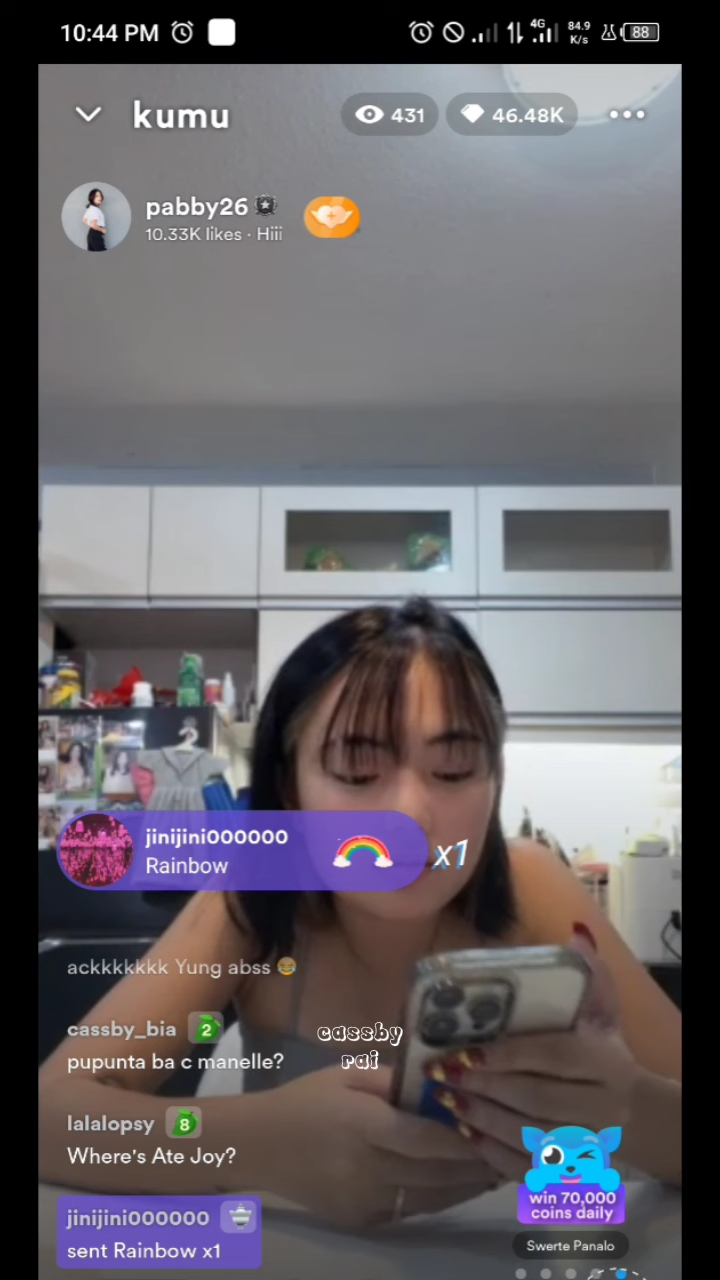 10:44 PM
4G 84.9 K/s 88
kumu 431 46.48K
pabby26
10.33K likes · Hiii
jinijini000000
Rainbow
x1
ackkkkkkk Yung abss 😂
cassby_bia 2
pupunta ba c manelle?
cassby
rai
lalalopsy 8
Where's Ate Joy?
jinijini000000
sent Rainbow x1
win 70,000
coins daily
Swerte Panalo